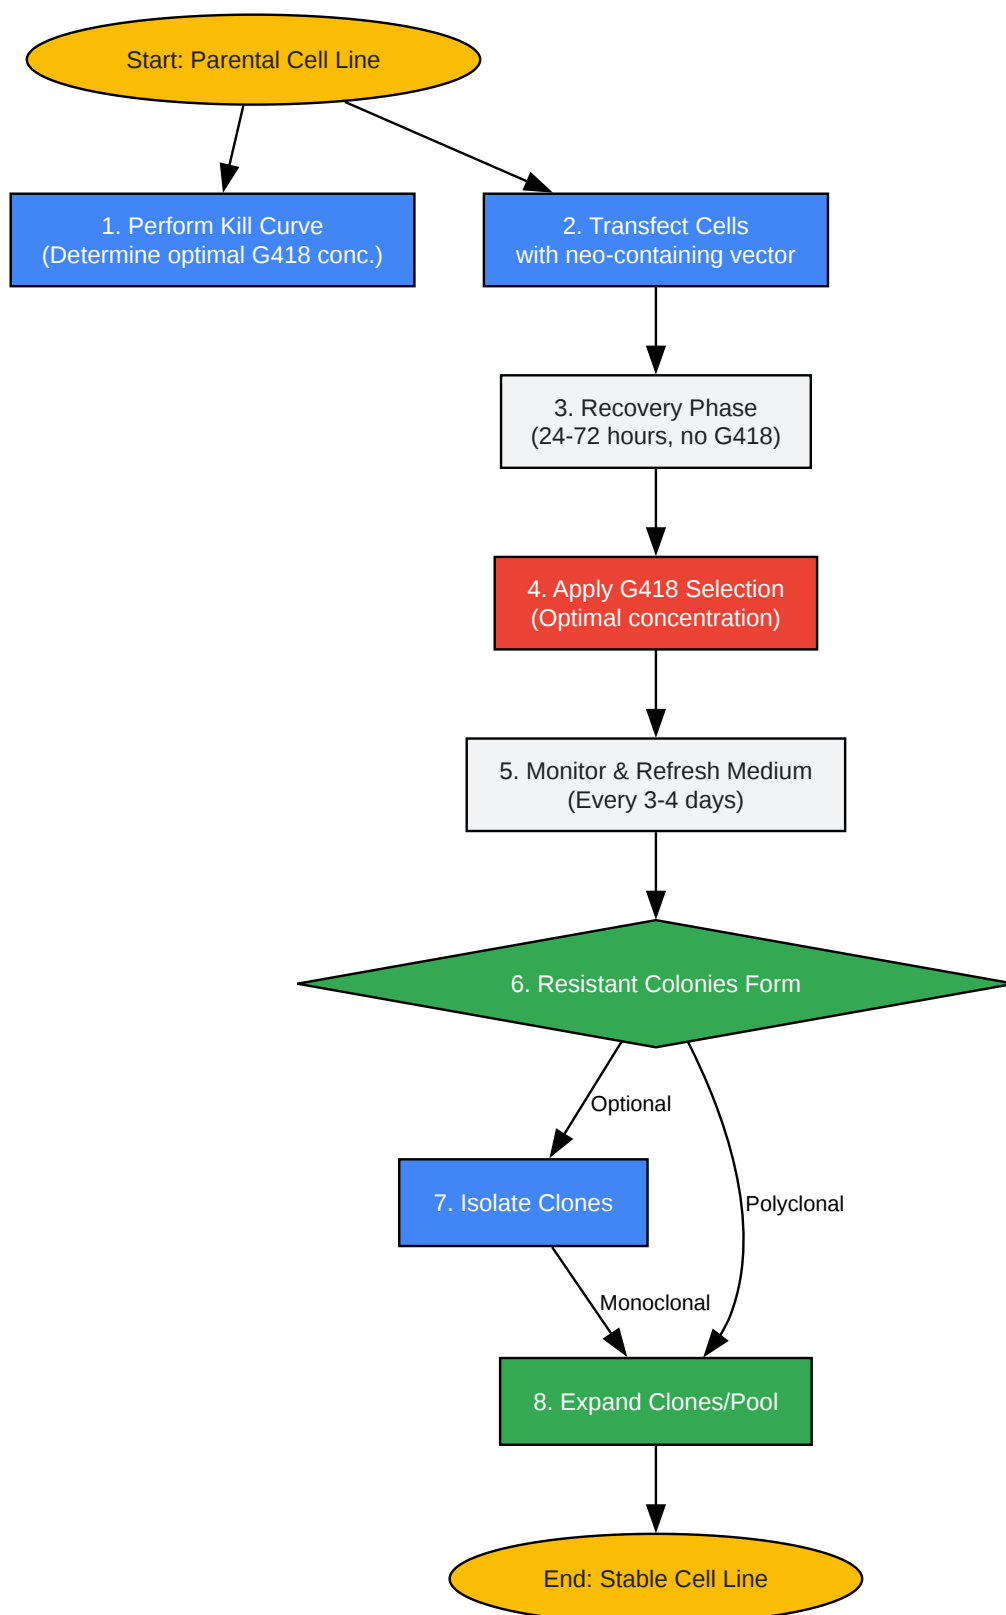 Start: Parental Cell Line
1. Perform Kill Curve
(Determine optimal G418 conc.)
2. Transfect Cells
with neo-containing vector
3. Recovery Phase
(24-72 hours, no G418)
4. Apply G418 Selection
(Optimal concentration)
5. Monitor & Refresh Medium
(Every 3-4 days)
6. Resistant Colonies Form
Optional
7. Isolate Clones
Polyclonal
Monoclonal
8. Expand Clones/Pool
End: Stable Cell Line